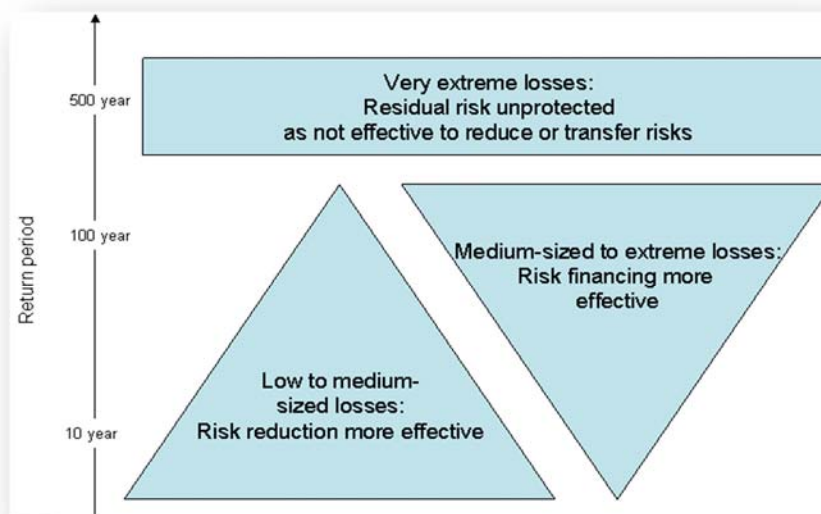 500 year
Very extreme losses:
Residual risk unprotected
as not effective to reduce or transfer risks
Return period
100 year
Medium-sized to extreme losses:
Risk financing more
effective
Low to medium-
sized losses:
Risk reduction more effective
10 year